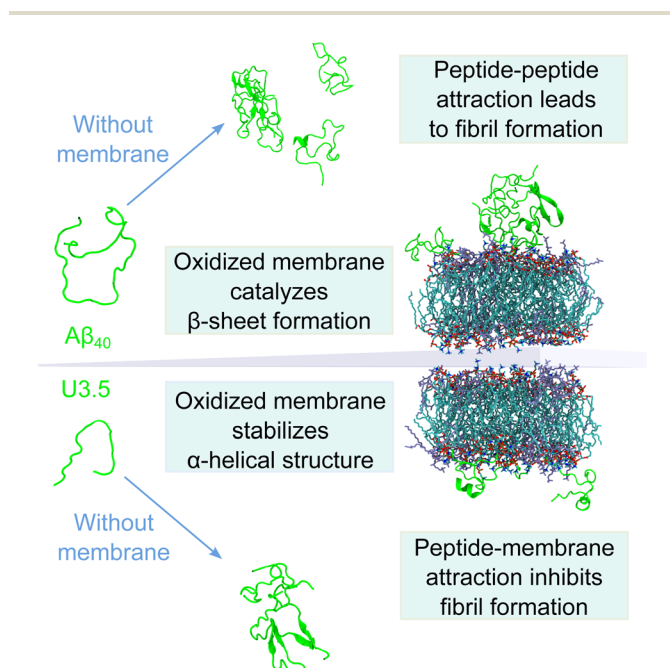 Peptide-peptide
attraction leads
to fibril formation
Without
membrane
Oxidized membrane
catalyzes
β-sheet formation
Aβ₄₀
U3.5
Oxidized membrane
stabilizes
α-helical structure
Without
membrane
Peptide-membrane
attraction inhibits
fibril formation